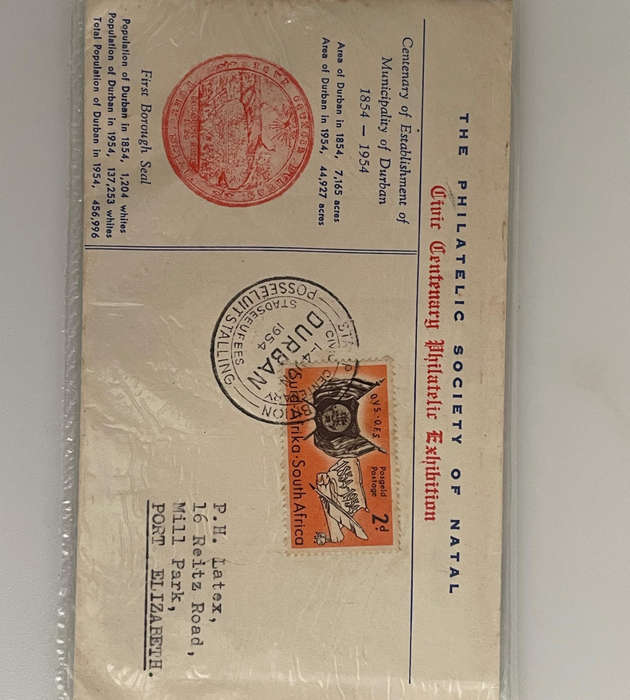 THE PHILATELIC SOCIETY OF NATAL
Civic Centenary Philatelic Exhibition
Centenary of Establishment of
Municipality of Durban
1854 — 1954
Area of Durban in 1854, 7,165 acres
Area of Durban in 1954, 44,927 acres
First Borough Seal
Population of Durban in 1854, 1,204 whites
Population of Durban in 1954, 137,253 whites
Total Population of Durban in 1954, 456,996
DURBAN
1954
STADSEEUFEES
POSSEËLUITSTALLING
O.V.S. · O.F.S.
1854 1954
Posgeld
Postage
2d
Suid-Afrika · South Africa
P.H. Latex,
16 Reitz Road,
Mill Park,
PORT ELIZABETH.